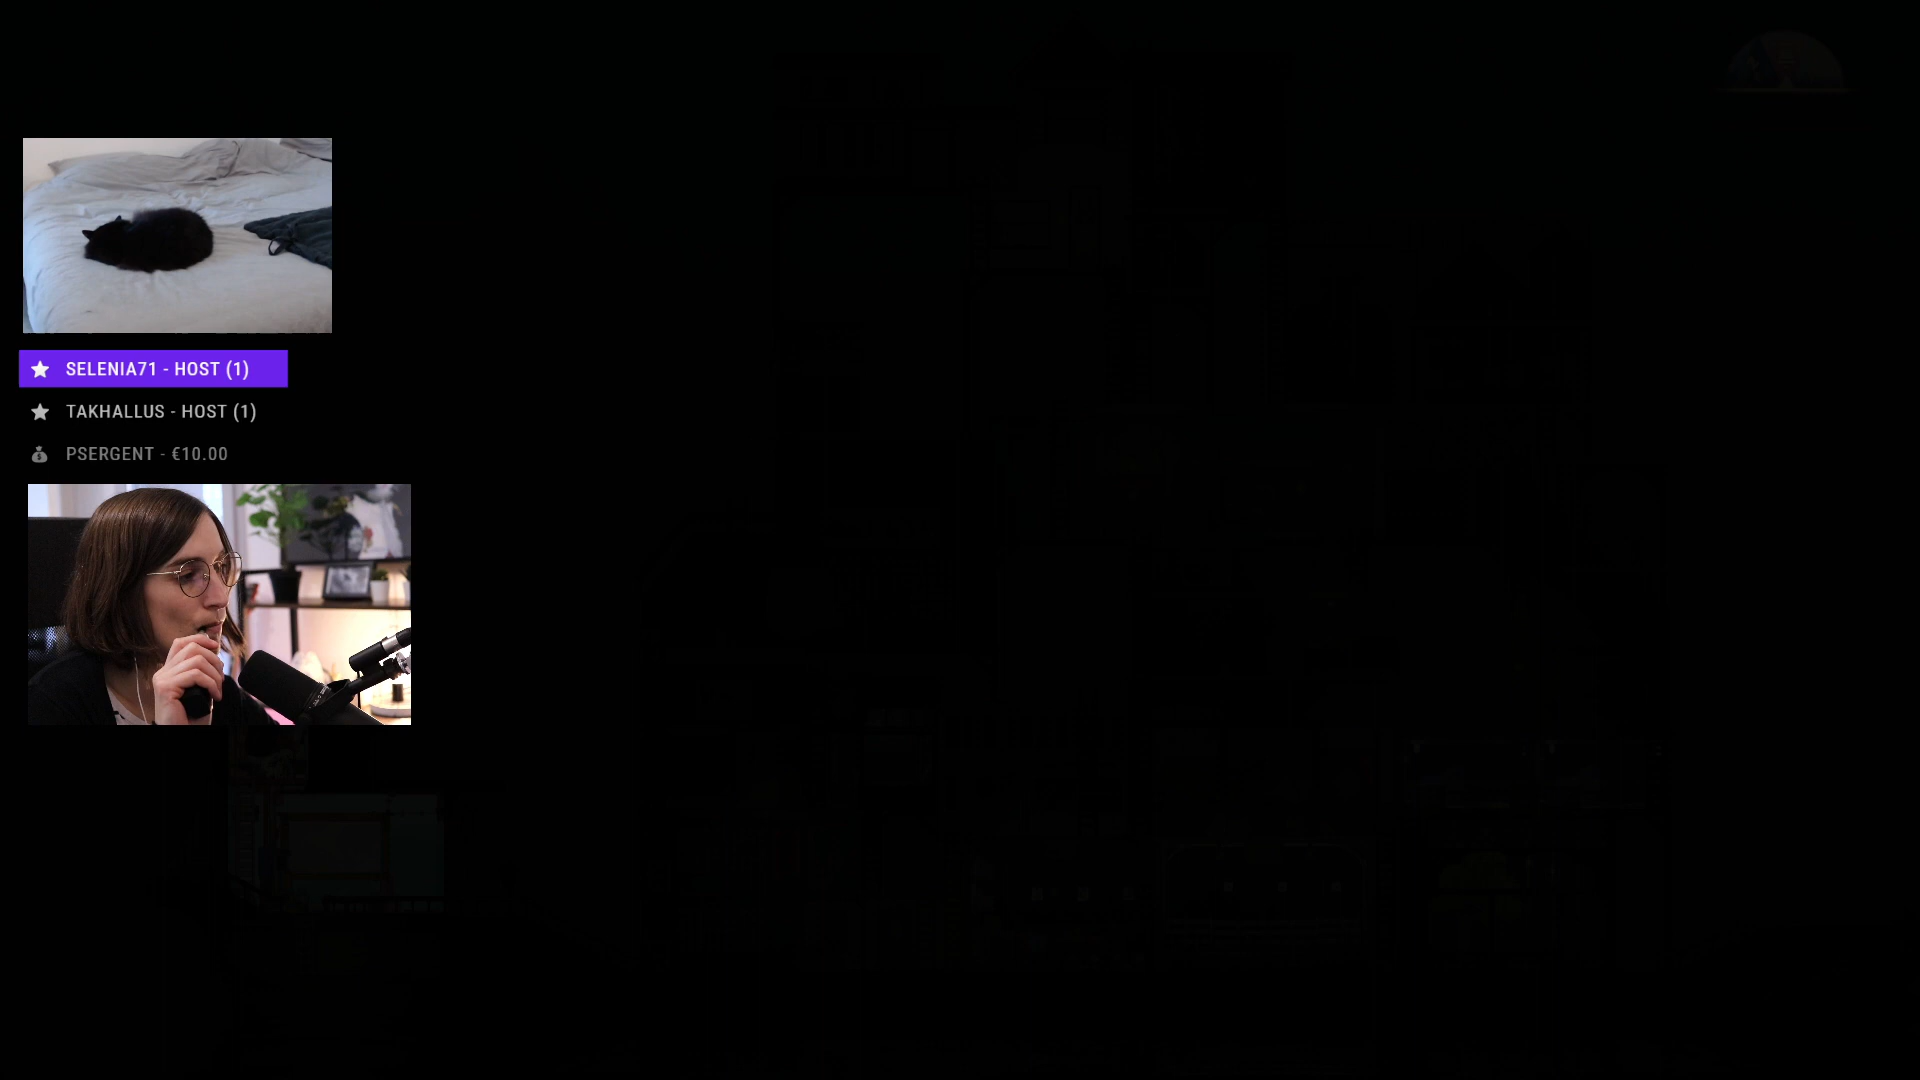 SELENIA71 - HOST (1)
TAKHALLUS - HOST (1)
PSERGENT - €10.00